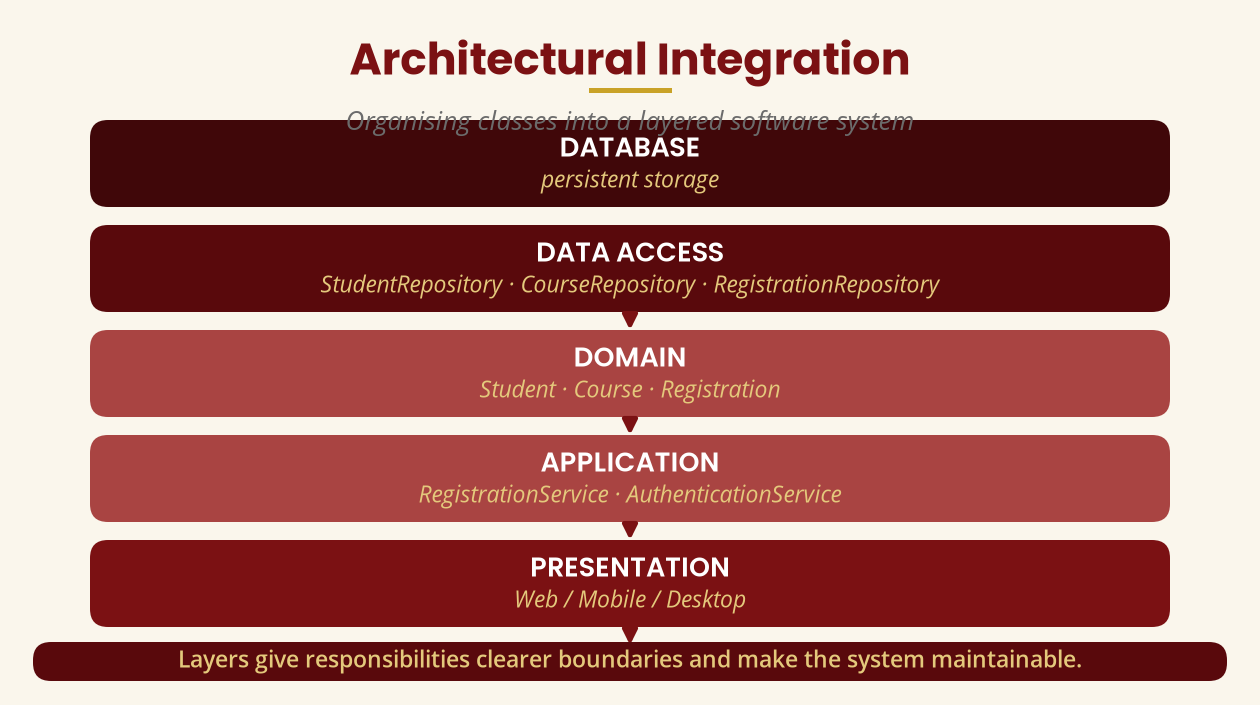 Architectural Integration
Organising classes into a layered software system
DATABASE
persistent storage
DATA ACCESS
StudentRepository · CourseRepository · RegistrationRepository
DOMAIN
Student · Course · Registration
APPLICATION
RegistrationService · AuthenticationService
PRESENTATION
Web / Mobile / Desktop
Layers give responsibilities clearer boundaries and make the system maintainable.